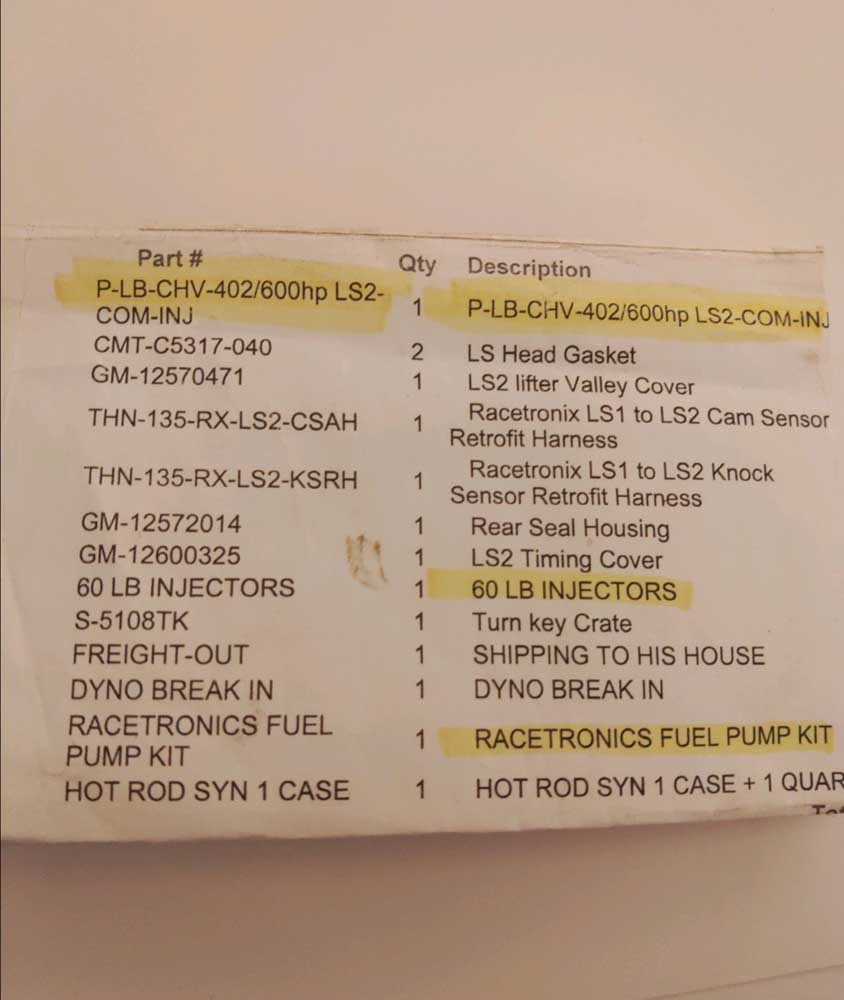 Part # Qty Description
P-LB-CHV-402/600hp LS2-
COM-INJ 1 P-LB-CHV-402/600hp LS2-COM-INJ
CMT-C5317-040 2 LS Head Gasket
GM-12570471 1 LS2 lifter Valley Cover
THN-135-RX-LS2-CSAH 1 Racetronix LS1 to LS2 Cam Sensor
Retrofit Harness
THN-135-RX-LS2-KSRH 1 Racetronix LS1 to LS2 Knock
Sensor Retrofit Harness
GM-12572014 1 Rear Seal Housing
GM-12600325 1 LS2 Timing Cover
60 LB INJECTORS 1 60 LB INJECTORS
S-5108TK 1 Turn key Crate
FREIGHT-OUT 1 SHIPPING TO HIS HOUSE
DYNO BREAK IN 1 DYNO BREAK IN
RACETRONICS FUEL
PUMP KIT 1 RACETRONICS FUEL PUMP KIT
HOT ROD SYN 1 CASE 1 HOT ROD SYN 1 CASE + 1 QUAR